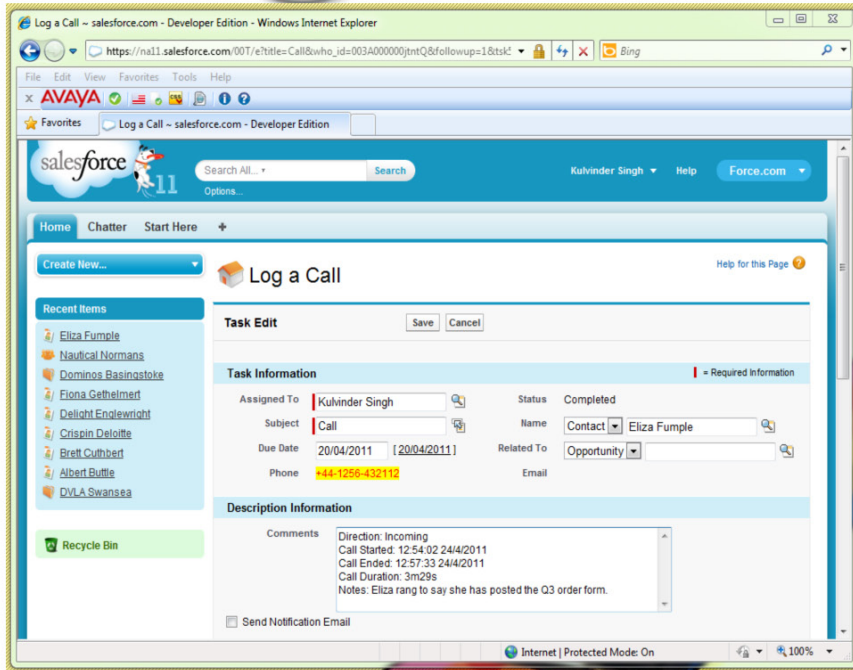 Log a Call ~ salesforce.com - Developer Edition - Windows Internet Explorer
https://na11.salesforce.com/00T/e?title=Call&who_id=003A000000jtntQ&followup=1&tsk5
Bing
File Edit View Favorites Tools Help
x AVAYA
Favorites Log a Call ~ salesforce.com - Developer Edition
salesforce 11
Search All... Search
Options...
Kulvinder Singh Help Force.com
Home Chatter Start Here +
Create New...
Log a Call
Help for this Page ?
Recent Items
Eliza Fumple
Nautical Normans
Dominos Basingstoke
Fiona Gethelmert
Delight Englewright
Crispin Deloitte
Brett Cuthbert
Albert Buttle
DVLA Swansea
Recycle Bin
Task Edit Save Cancel
Task Information = Required Information
Assigned To Kulvinder Singh Status Completed
Subject Call Name Contact Eliza Fumple
Due Date 20/04/2011 [ 20/04/2011 ] Related To Opportunity
Phone +44-1256-432112 Email
Description Information
Comments
Direction: Incoming
Call Started: 12:54:02 24/4/2011
Call Ended: 12:57:33 24/4/2011
Call Duration: 3m29s
Notes: Eliza rang to say she has posted the Q3 order form.
Send Notification Email
Internet | Protected Mode: On 100%